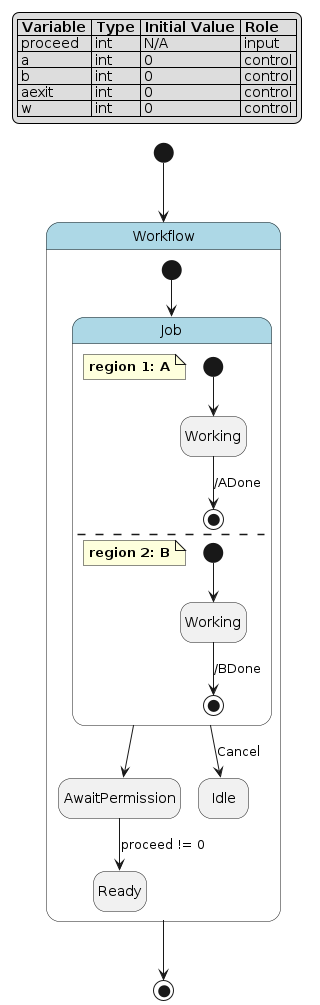 Variable Type Initial Value Role
proceed int N/A input
a int 0 control
b int 0 control
aexit int 0 control
w int 0 control
Workflow
Job
region 1: A
Working
/ADone
region 2: B
Working
/BDone
Cancel
AwaitPermission Idle
proceed != 0
Ready